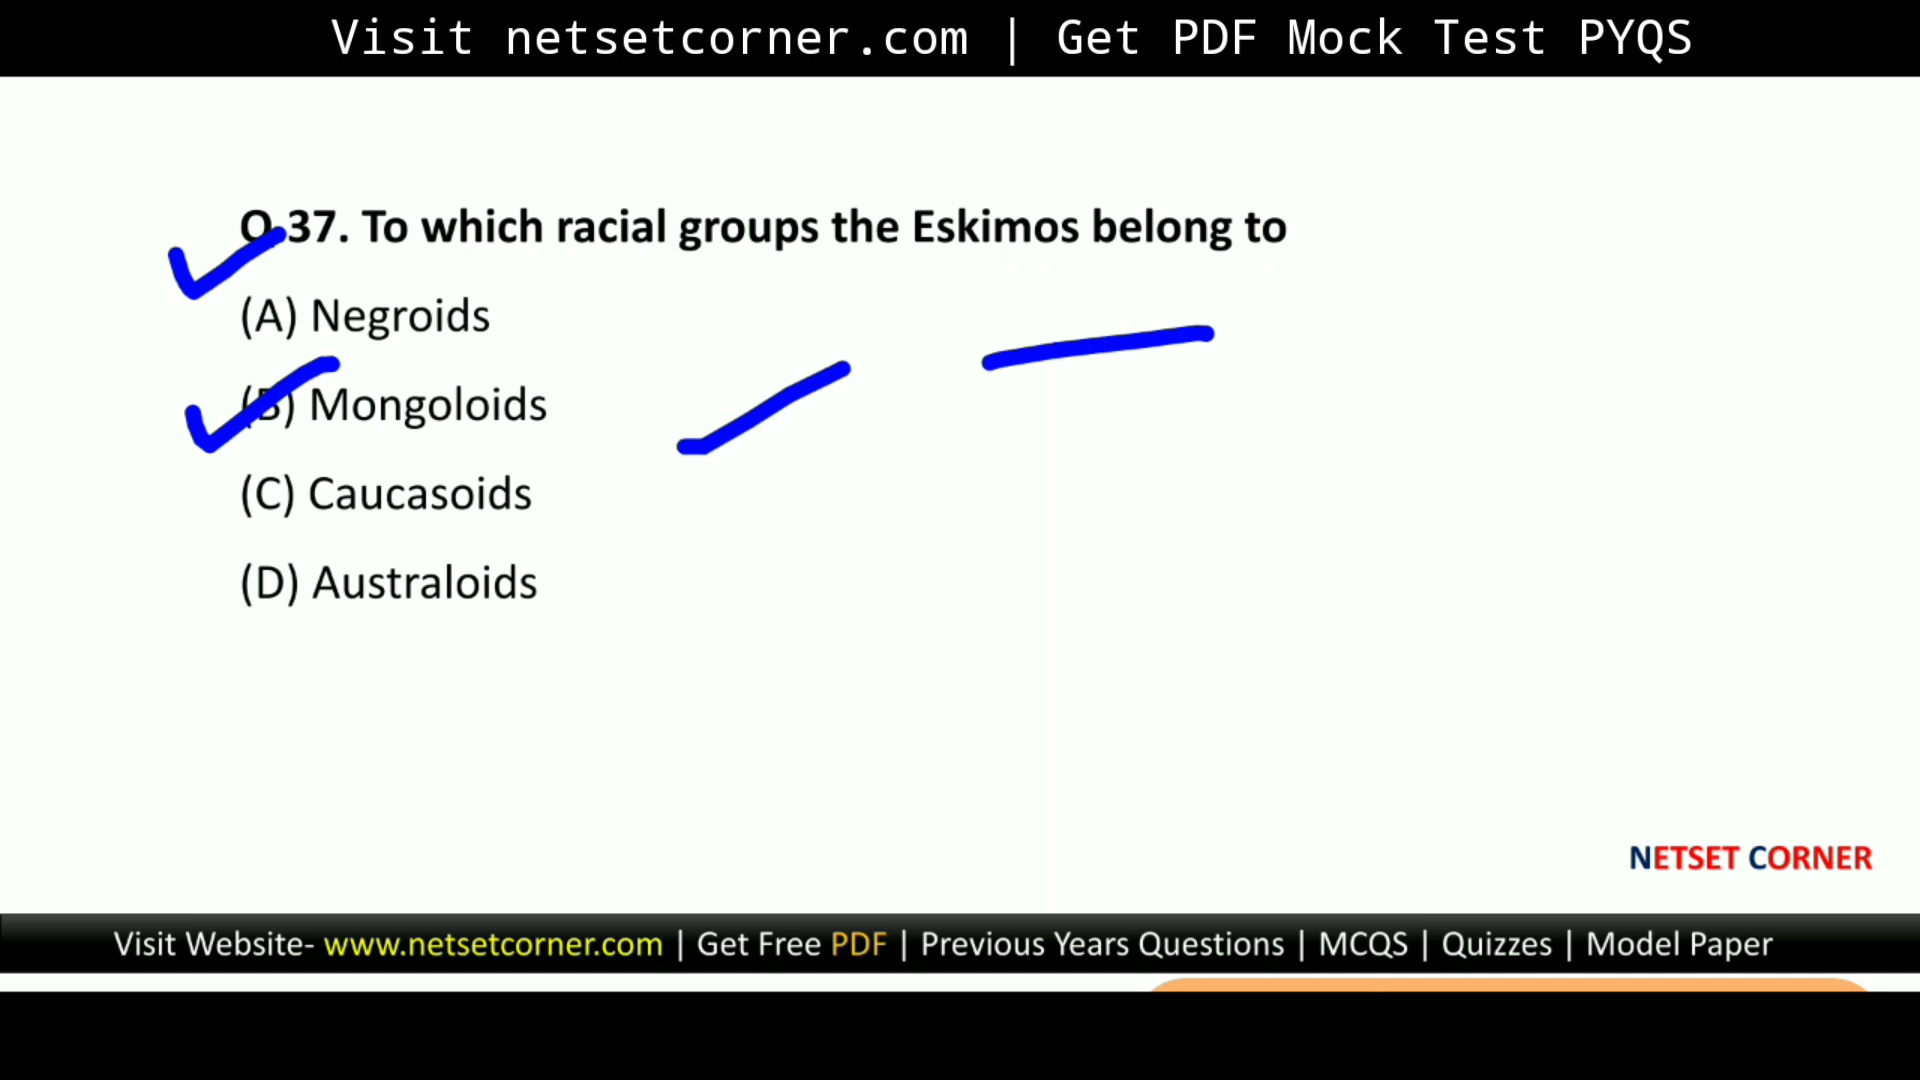 Visit netsetcorner.com | Get PDF Mock Test PYQS
Q.37. To which racial groups the Eskimos belong to
(A) Negroids
(B) Mongoloids
(C) Caucasoids
(D) Australoids
NETSET CORNER
Visit Website- www.netsetcorner.com | Get Free PDF | Previous Years Questions | MCQS | Quizzes | Model Paper